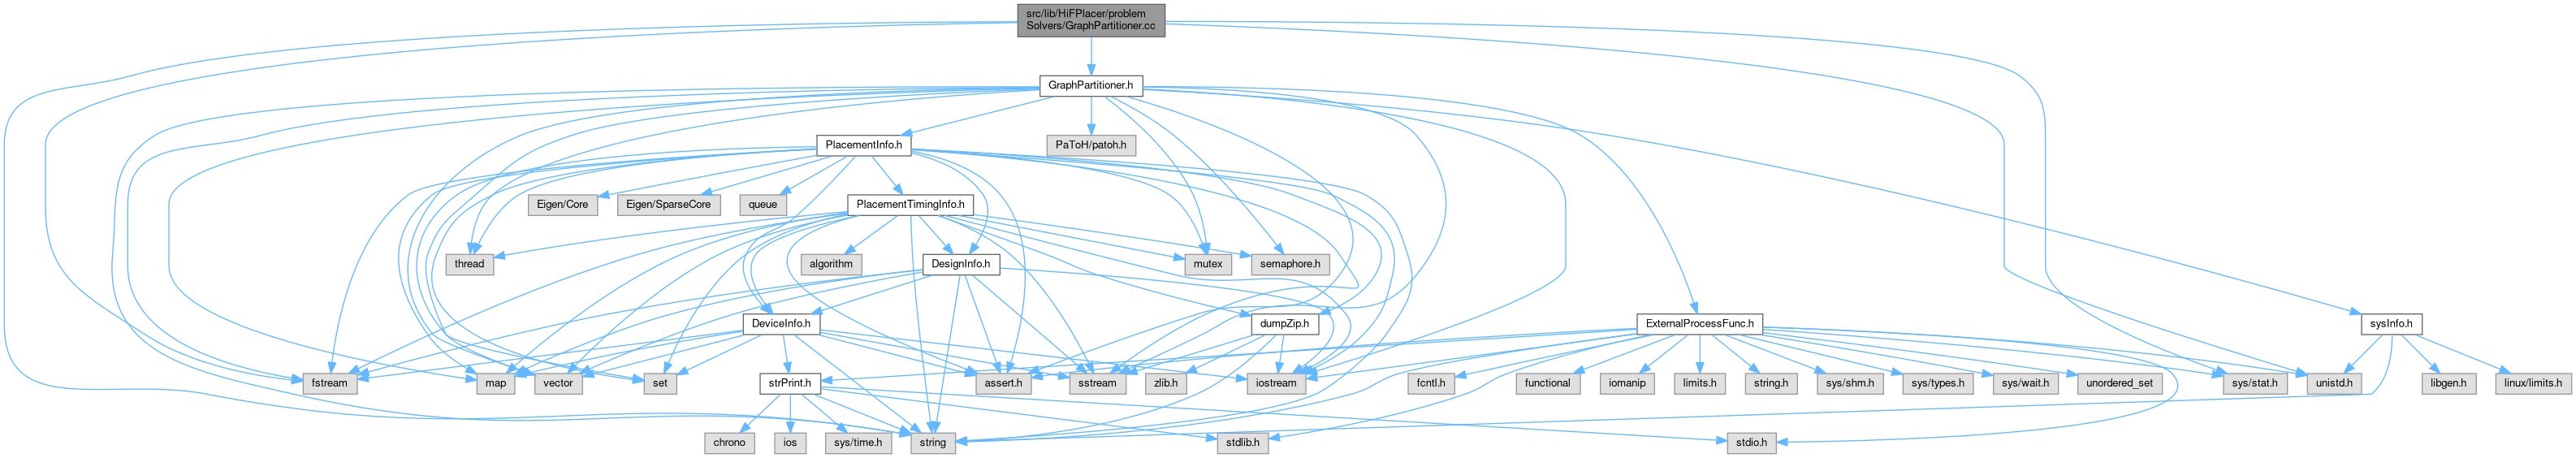 src/lib/HiFPlacer/problem
Solvers/GraphPartitioner.cc
GraphPartitioner.h
PlacementInfo.h
PaToH/patoh.h
Eigen/Core
Eigen/SparseCore
queue
PlacementTimingInfo.h
thread
algorithm
DesignInfo.h
mutex
semaphore.h
DeviceInfo.h
dumpZip.h
ExternalProcessFunc.h
sysInfo.h
fstream
map
vector
set
strPrint.h
assert.h
sstream
zlib.h
iostream
fcntl.h
functional
iomanip
limits.h
string.h
sys/shm.h
sys/types.h
sys/wait.h
unordered_set
sys/stat.h
unistd.h
libgen.h
linux/limits.h
chrono
ios
sys/time.h
string
stdlib.h
stdio.h